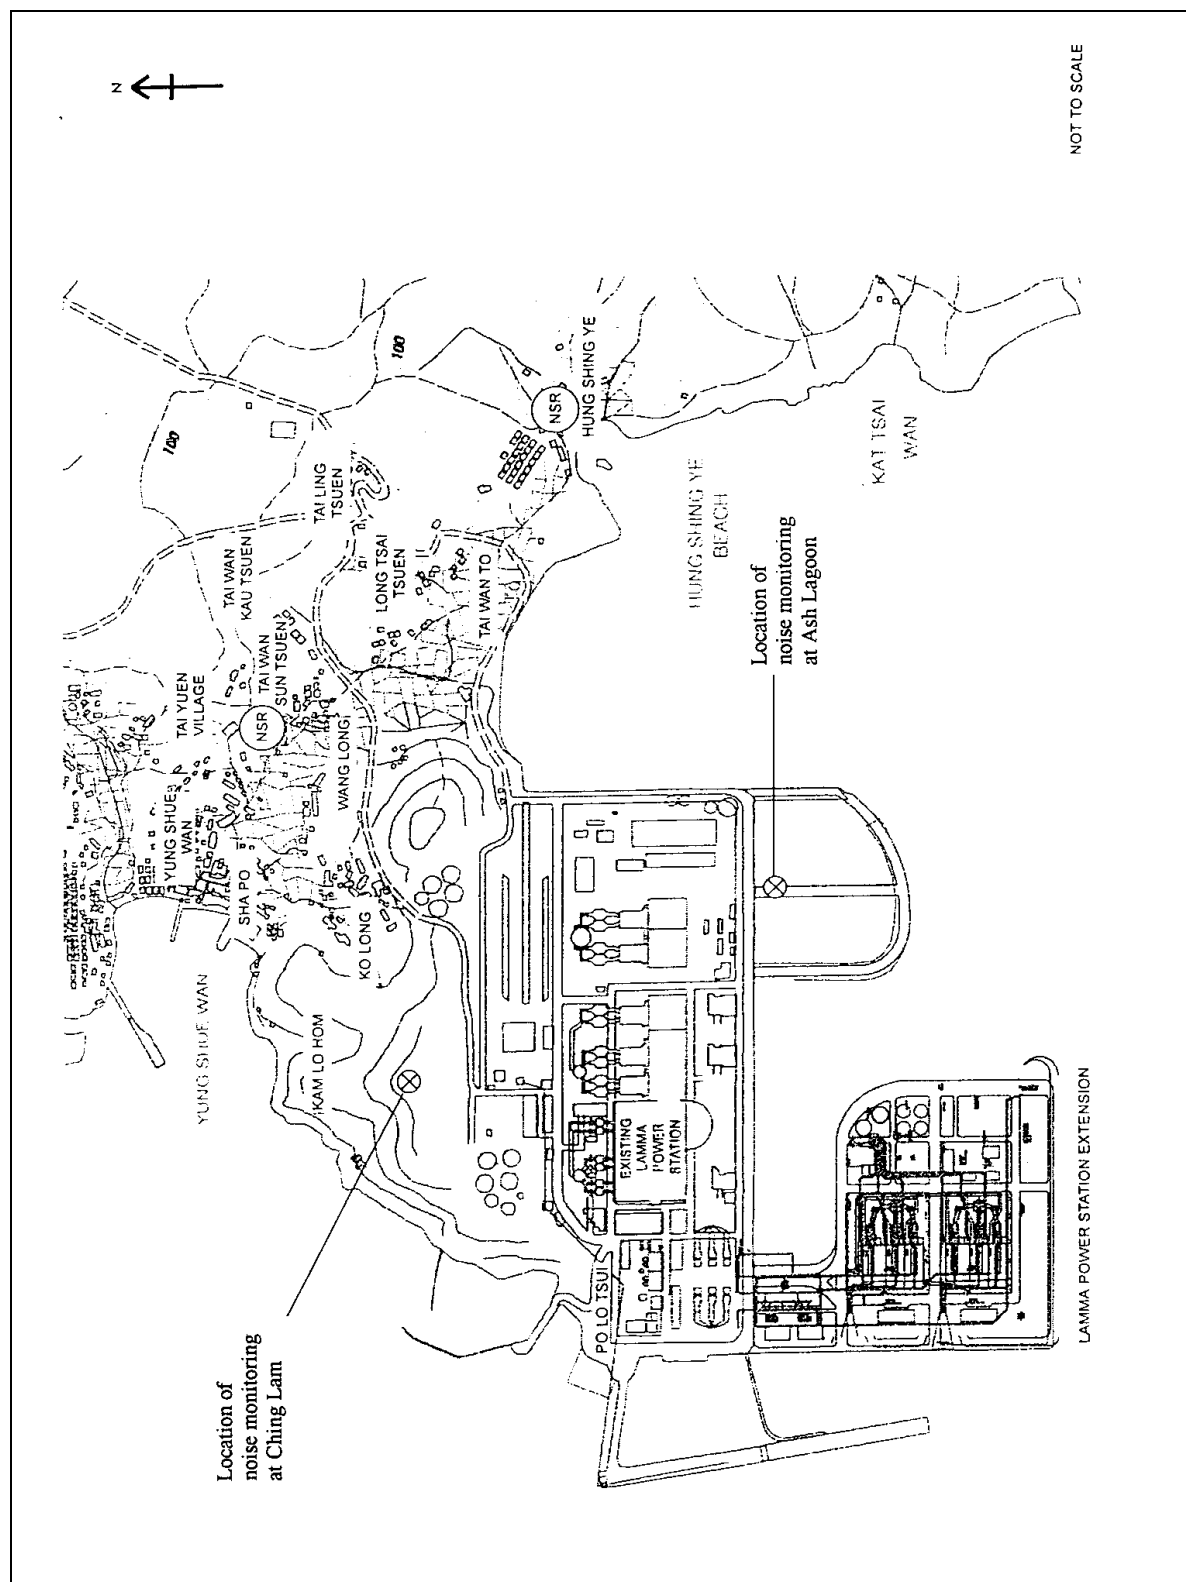 N
NOT TO SCALE
100
100
TAI LING
TSUEN
NSR
HUNG SHING YE
TAI WAN
KAU TSUEN
LONG TSAI
TSUEN
TAI WAN TO
HUNG SHING YE
BEACH
KAT TSAI
WAN
TAI YUEN
VILLAGE
NSR
TAI WAN
SUN TSUEN
WANG LONG
YUNG SHUE
WAN
SHA PO
KO LONG
YUNG SHUE WAN
KAM LO HOM
Location of
noise monitoring
at Ash Lagoon
EXISTING
LAMMA
POWER
STATION
PO LO TSUI
Location of
noise monitoring
at Ching Lam
LAMMA POWER STATION EXTENSION